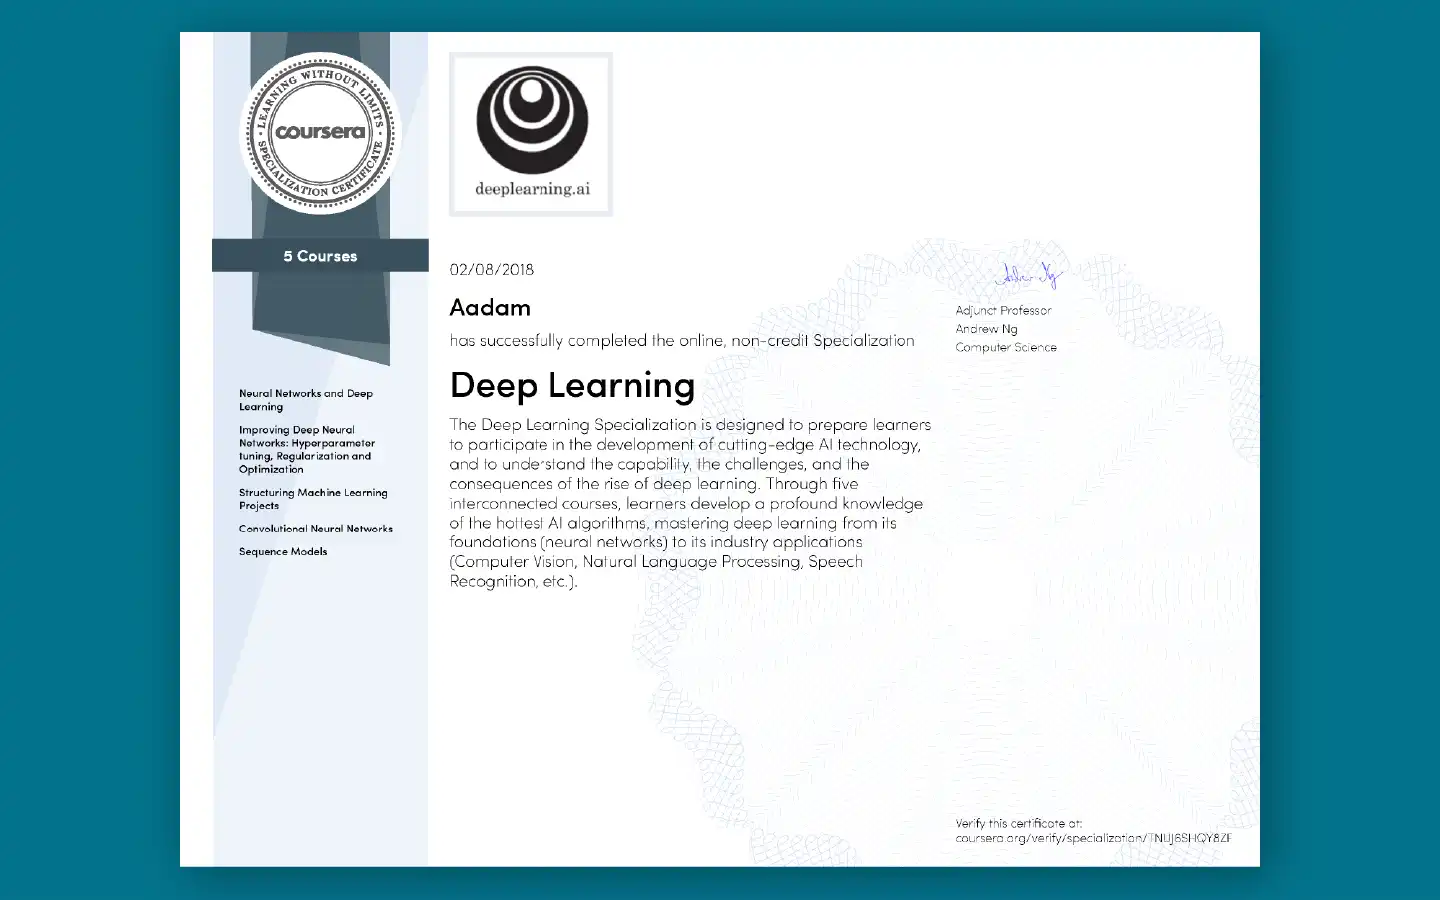 LEARNING WITHOUT LIMITS
coursera
SPECIALIZATION CERTIFICATE
5 Courses
Neural Networks and Deep
Learning
Improving Deep Neural
Networks: Hyperparameter
tuning, Regularization and
Optimization
Structuring Machine Learning
Projects
Convolutional Neural Networks
Sequence Models
deeplearning.ai
02/08/2018
Aadam
has successfully completed the online, non-credit Specialization
Deep Learning
The Deep Learning Specialization is designed to prepare learners
to participate in the development of cutting-edge AI technology,
and to understand the capability, the challenges, and the
consequences of the rise of deep learning. Through five
interconnected courses, learners develop a profound knowledge
of the hottest AI algorithms, mastering deep learning from its
foundations (neural networks) to its industry applications
(Computer Vision, Natural Language Processing, Speech
Recognition, etc.).
Andrew Ng
Adjunct Professor
Andrew Ng
Computer Science
Verify this certificate at:
coursera.org/verify/specialization/TNUJ6SHQY8ZF